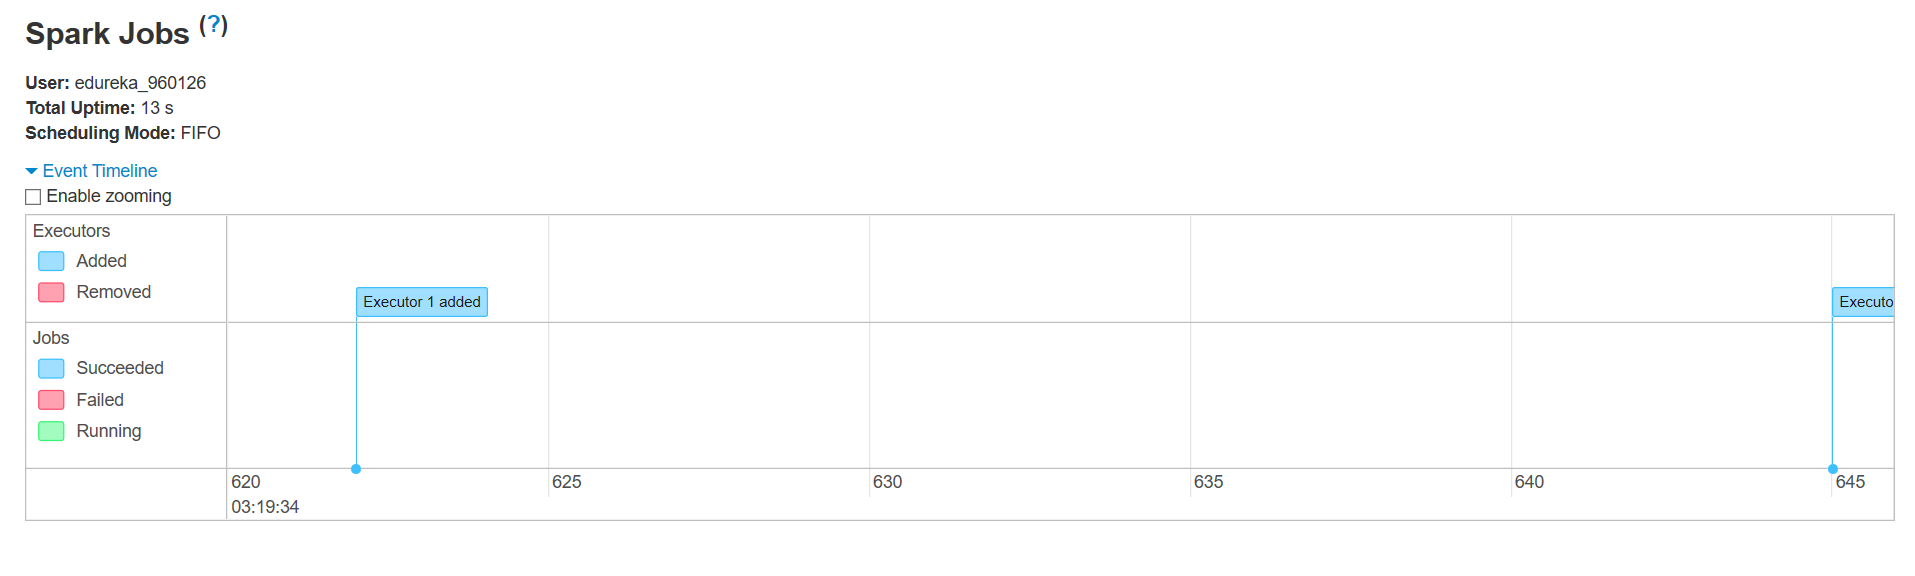 Spark Jobs (?)
User: edureka_960126
Total Uptime: 13 s
Scheduling Mode: FIFO
Event Timeline
Enable zooming
Executors
Added
Removed
Executor 1 added
Executo
Jobs
Succeeded
Failed
Running
620 625 630 635 640 645
03:19:34